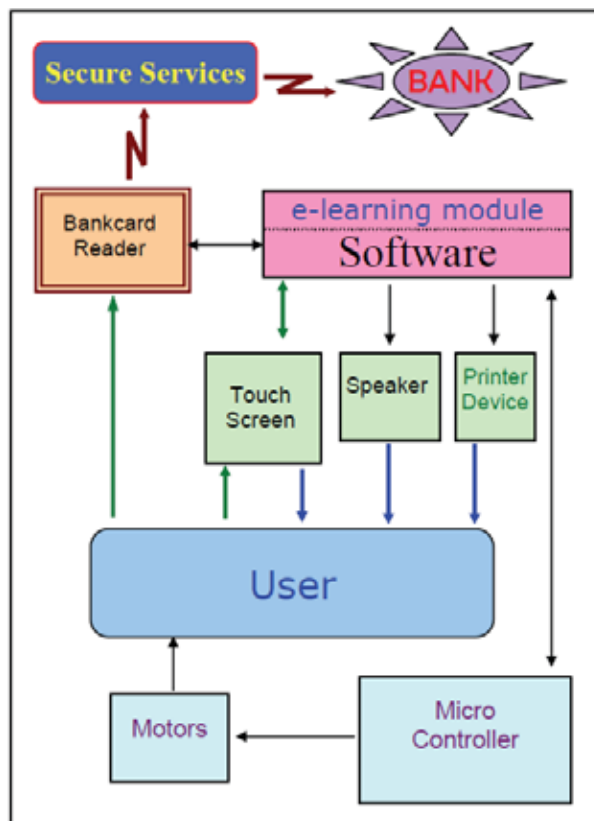 Secure Services
BANK
Bankcard
Reader
e-learning module
Software
Touch
Screen
Speaker
Printer
Device
User
Motors
Micro
Controller